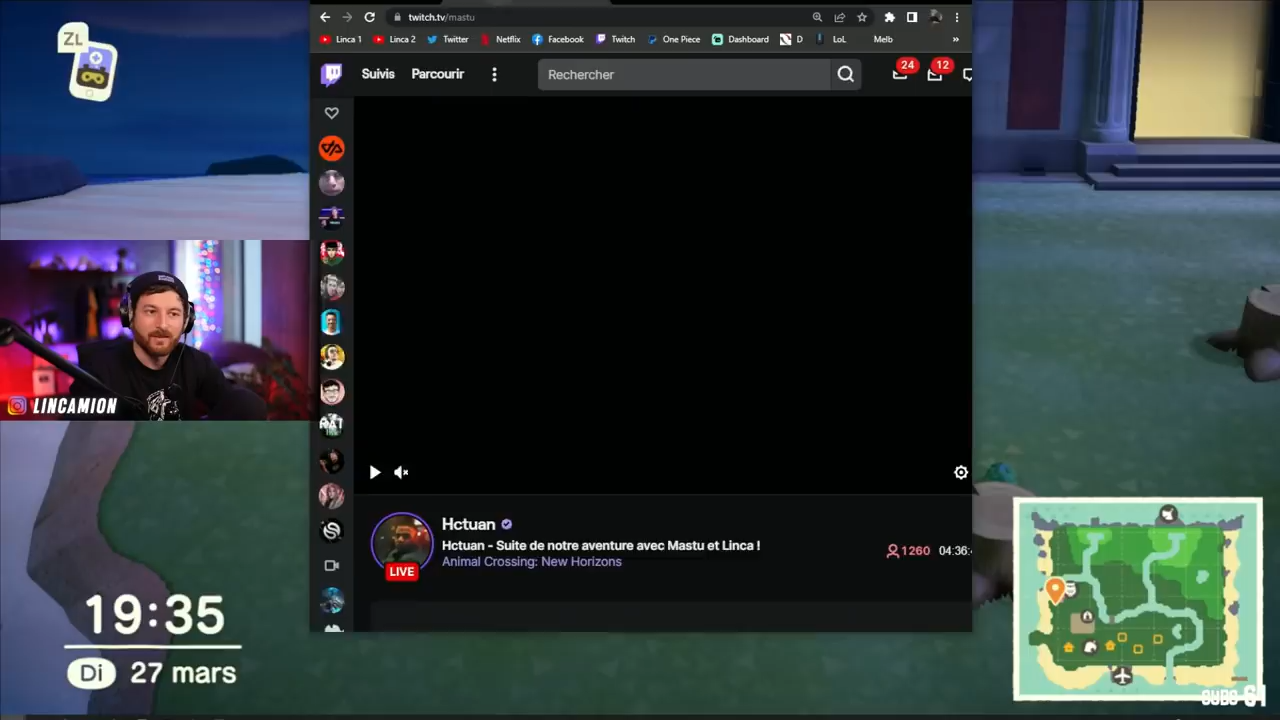 ZL
twitch.tv/mastu
Linca 1
Linca 2
Twitter
Netflix
Facebook
Twitch
One Piece
Dashboard
D
LoL
Melb
»
Suivis
Parcourir
Rechercher
24
12
RAT
LINCAMION
Hctuan
Hctuan - Suite de notre aventure avec Mastu et Linca !
Animal Crossing: New Horizons
LIVE
1260
04:36:
19:35
Di
27 mars
SUBS 61